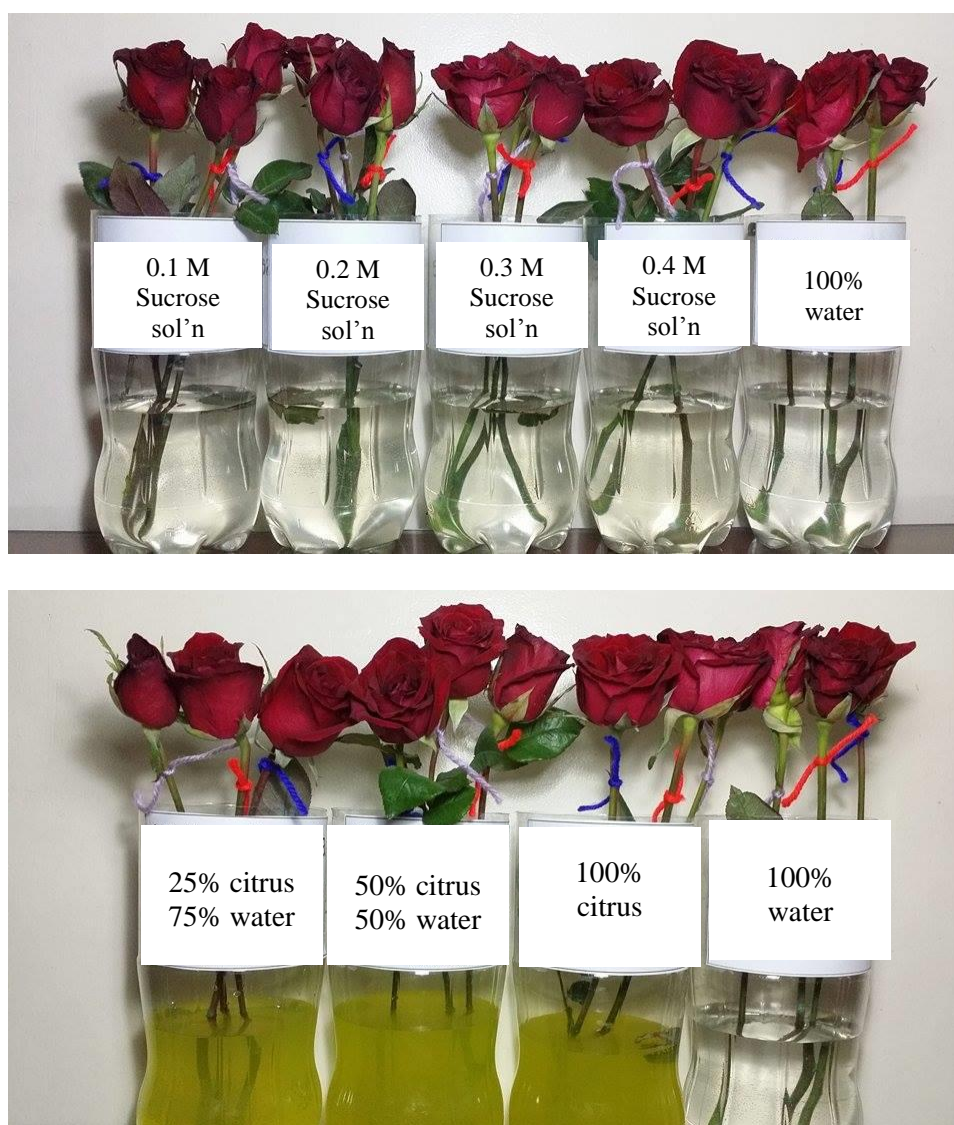 0.1 M
Sucrose
sol’n
0.2 M
Sucrose
sol’n
0.3 M
Sucrose
sol’n
0.4 M
Sucrose
sol’n
100%
water
25% citrus
75% water
50% citrus
50% water
100%
citrus
100%
water